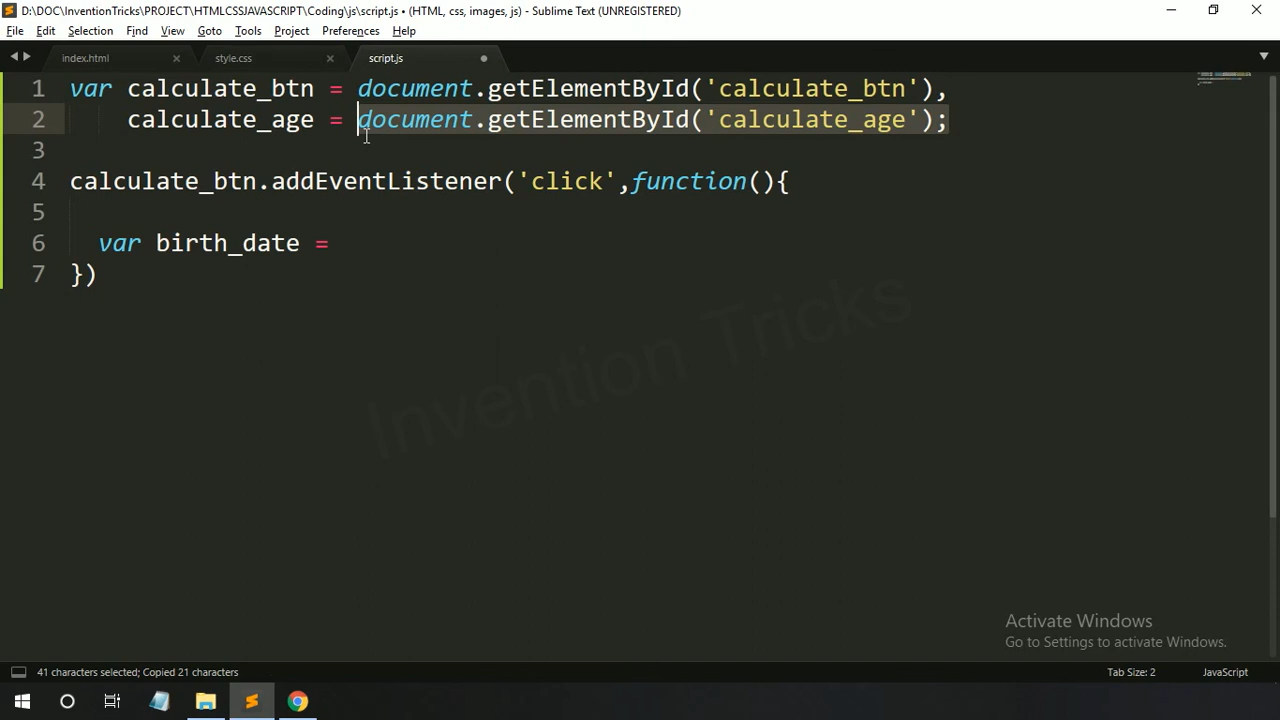 D:\DOC\InventionTricks\PROJECT\HTMLCSSJAVASCRIPT\Coding\js\script.js • (HTML, css, images, js) - Sublime Text (UNREGISTERED)
File Edit Selection Find View Goto Tools Project Preferences Help
index.html style.css script.js
1 var calculate_btn = document.getElementById('calculate_btn'),
2 calculate_age = document.getElementById('calculate_age');
3
4 calculate_btn.addEventListener('click',function(){
5
6 var birth_date =
7 })
Invention Tricks
Activate Windows
Go to Settings to activate Windows.
41 characters selected; Copied 21 characters Tab Size: 2 JavaScript